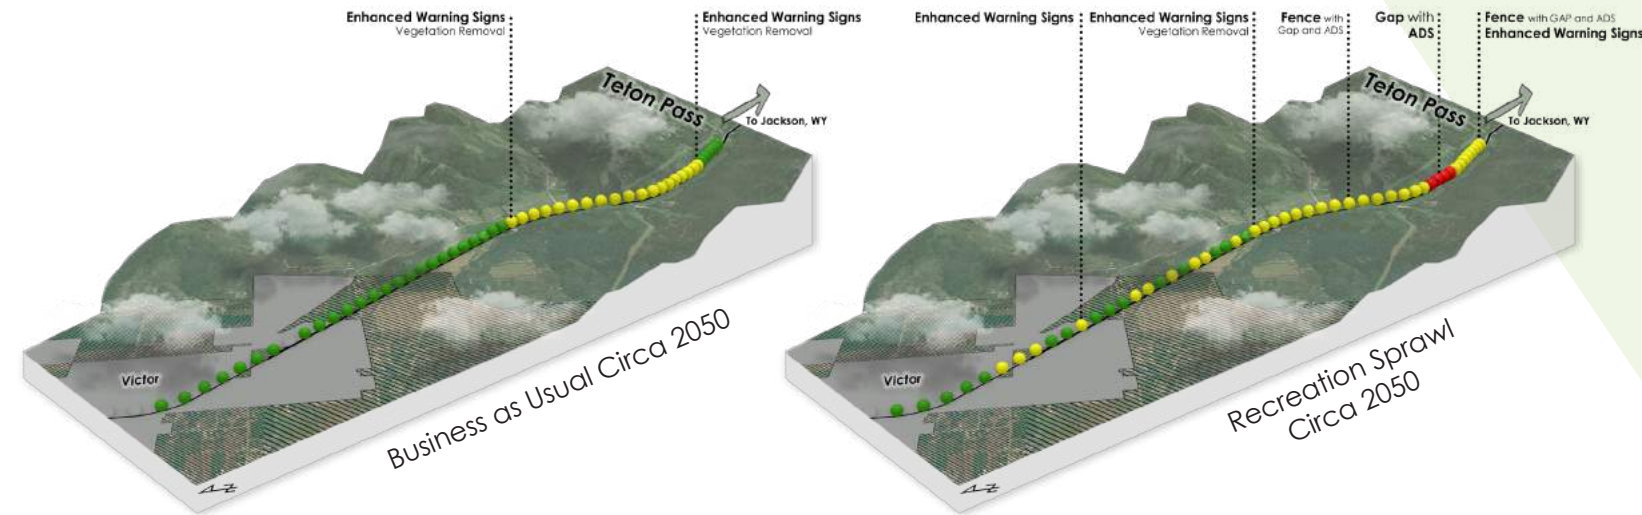 Enhanced Warning Signs
Vegetation Removal
Enhanced Warning Signs
Vegetation Removal
Teton Pass
To Jackson, WY
Victor
Business as Usual Circa 2050
N
Enhanced Warning Signs
Enhanced Warning Signs
Vegetation Removal
Fence with
Gap and ADS
Gap with
ADS
Fence with GAP and ADS
Enhanced Warning Signs
Teton Pass
To Jackson, WY
Victor
Recreation Sprawl
Circa 2050
N